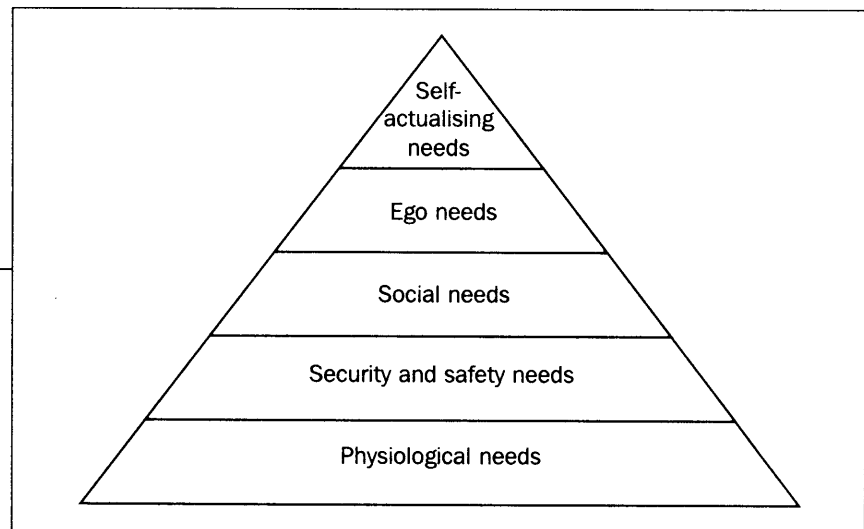 Self-
actualising
needs
Ego needs
Social needs
Security and safety needs
Physiological needs